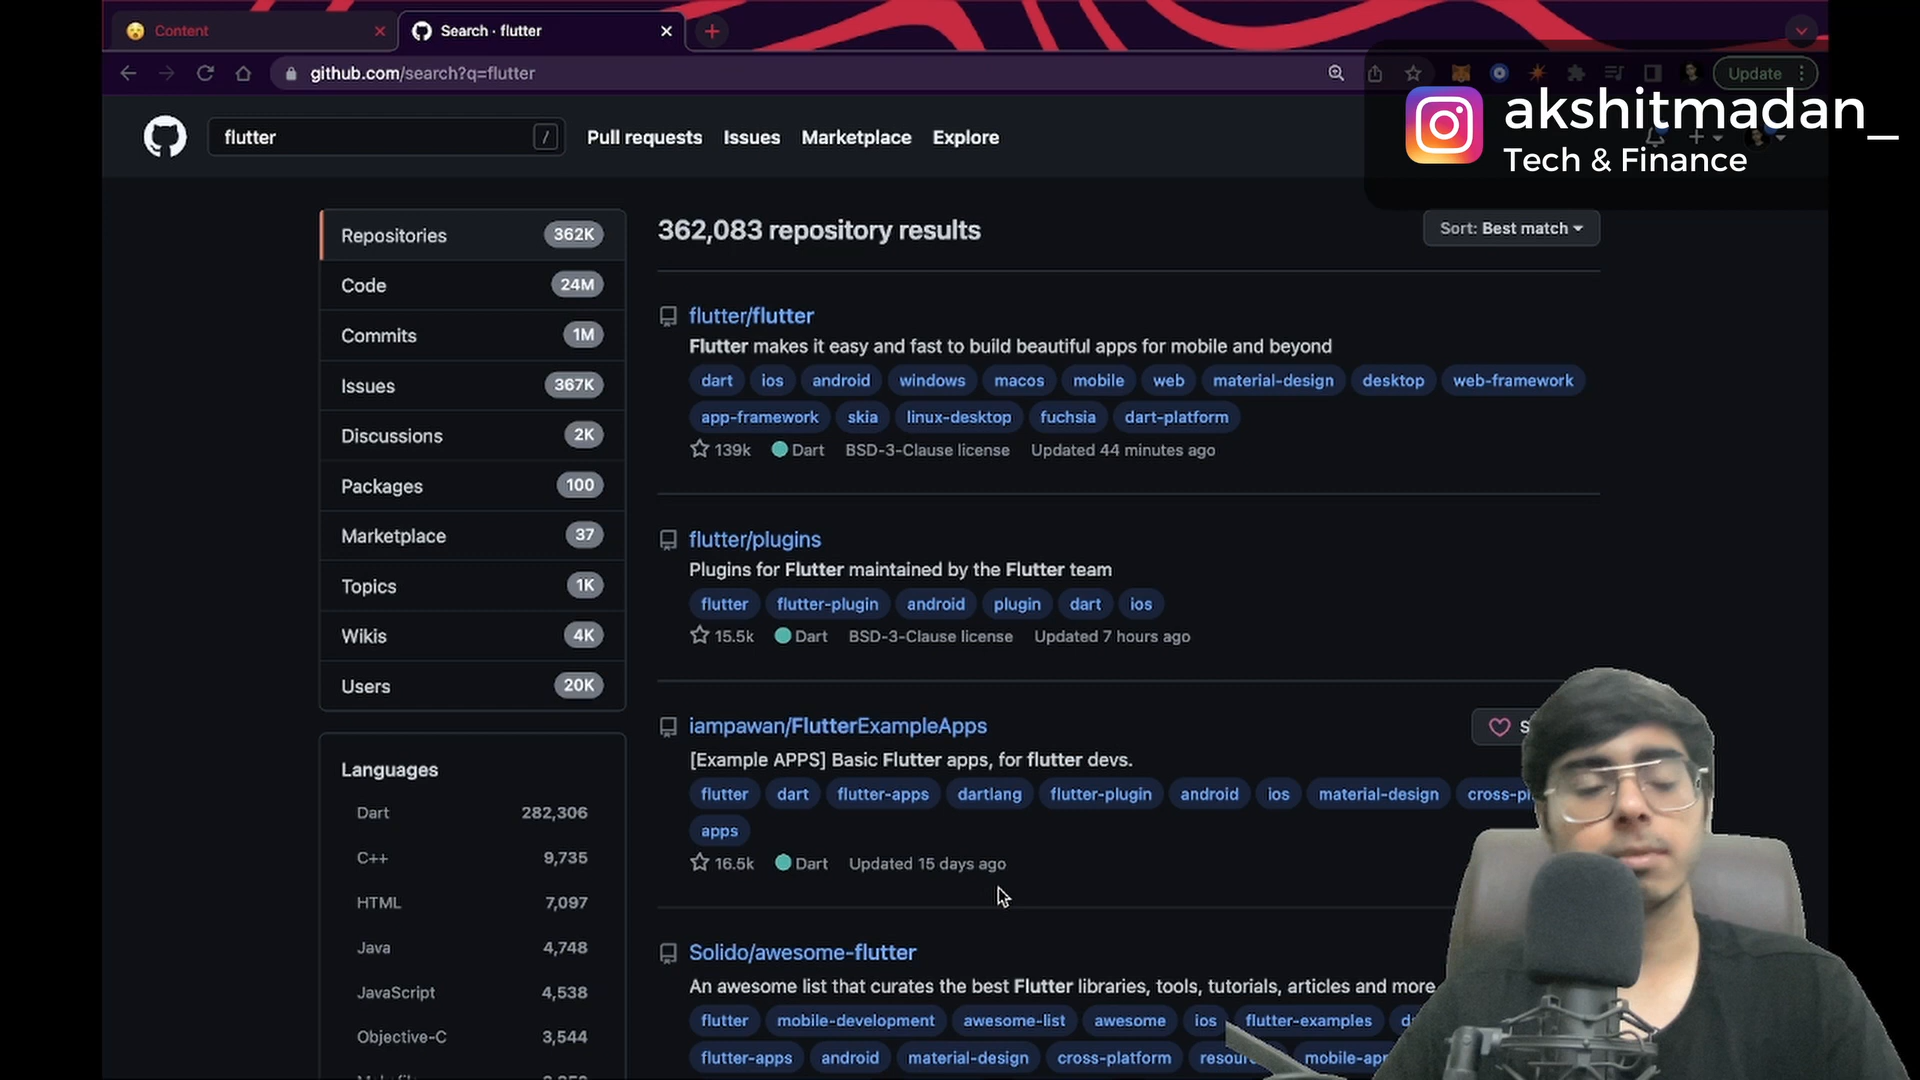 Content
Search · flutter
github.com/search?q=flutter
Update
akshitmadan_
Tech & Finance
flutter
/
Pull requests Issues Marketplace Explore
Repositories 362K
Code 24M
Commits 1M
Issues 367K
Discussions 2K
Packages 100
Marketplace 37
Topics 1K
Wikis 4K
Users 20K
Languages
Dart 282,306
C++ 9,735
HTML 7,097
Java 4,748
JavaScript 4,538
Objective-C 3,544
362,083 repository results
Sort: Best match
flutter/flutter
Flutter makes it easy and fast to build beautiful apps for mobile and beyond
dart ios android windows macos mobile web material-design desktop web-framework
app-framework skia linux-desktop fuchsia dart-platform
139k Dart BSD-3-Clause license Updated 44 minutes ago
flutter/plugins
Plugins for Flutter maintained by the Flutter team
flutter flutter-plugin android plugin dart ios
15.5k Dart BSD-3-Clause license Updated 7 hours ago
iampawan/FlutterExampleApps
[Example APPS] Basic Flutter apps, for flutter devs.
flutter dart flutter-apps dartlang flutter-plugin android ios material-design
apps
16.5k Dart Updated 15 days ago
Solido/awesome-flutter
An awesome list that curates the best Flutter libraries, tools, tutorials, articles and more
flutter mobile-development awesome-list awesome ios flutter-examples
flutter-apps android material-design cross-platform